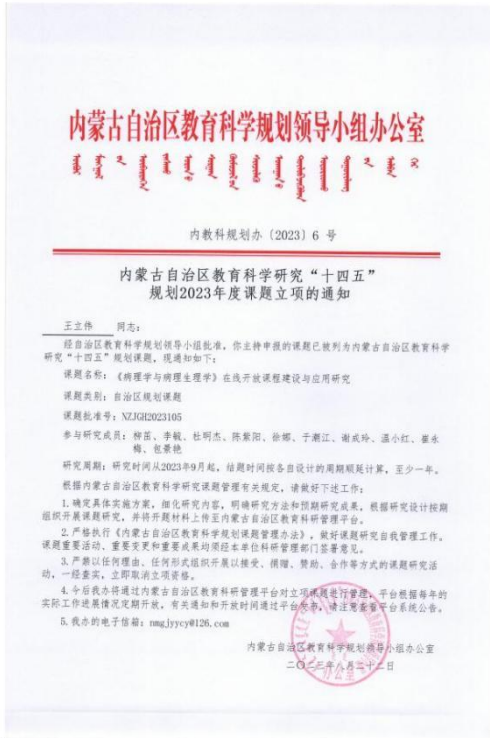 内蒙古自治区教育科学规划领导小组办公室
内教科规划办〔2023〕6 号
内蒙古自治区教育科学研究“十四五”
规划2023年度课题立项的通知
王立伟 同志：
经自治区教育科学规划领导小组批准，你主持申报的课题已被列为内蒙古自治区教育科学
研究“十四五”规划课题，现通知如下：
课题名称：《病理学与病理生理学》在线开放课程建设与应用研究
课题类别：自治区规划课题
课题批准号：NZJGH2023105
参与研究成员：柳茁、李毓、杜玥杰、陈紫阳、徐娜、于潮江、谢成玲、温小红、崔永
梅、包景艳
研究周期：研究时间从2023年9月起，结题时间按各自设计的周期顺延计算，至少一年。
根据内蒙古自治区教育科学研究课题管理有关规定，请做好下述工作：
1.确定具体实施方案，细化研究内容，明确研究方法和预期研究成果，根据研究设计按期
组织开展课题研究，并将开题材料上传至内蒙古自治区教育科研管理平台。
2.严格执行《内蒙古自治区教育科学规划课题管理办法》，做好课题研究自我管理工作。
课题重要活动、重要变更和重要成果均须经本单位科研管理部门签署意见。
3.严禁以任何理由、任何形式组织开展以接受、捐赠、赞助、合作等方式的课题研究活
动，一经查实，立即取消立项资格。
4.今后我办将通过内蒙古自治区教育科研管理平台对立项课题进行管理，平台根据每年的
实际工作进展情况定期开放，有关通知和开放时间通过平台发布，请注意查看平台系统公告。
5.我办的电子信箱：nmgjyycy@126.com
内蒙古自治区教育科学规划领导小组办公室
二〇二三年八月二十二日